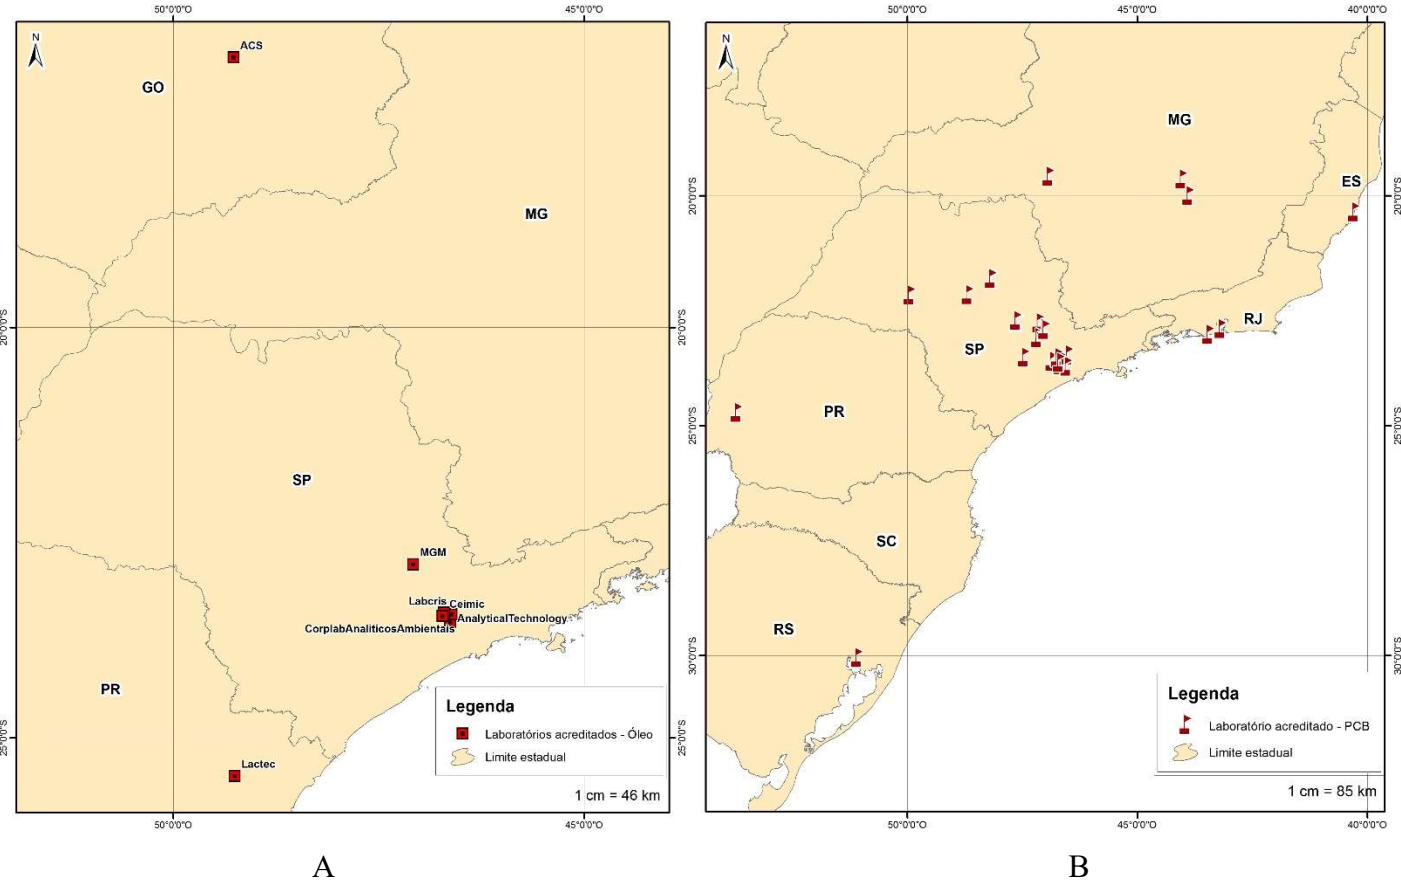 50°0'0"O
45°0'0"O
N
ACS
GO
MG
20°0'0"S
20°0'0"S
SP
MGM
Labcris
Ceimic
AnalyticalTechnology
CorplabAnalíticosAmbientais
PR
Legenda
Laboratórios acreditados - Óleo
Limite estadual
25°0'0"S
25°0'0"S
Lactec
1 cm = 46 km
50°0'0"O
45°0'0"O
A
50°0'0"O
45°0'0"O
40°0'0"O
N
MG
ES
20°0'0"S
20°0'0"S
RJ
SP
PR
25°0'0"S
25°0'0"S
SC
RS
30°0'0"S
30°0'0"S
Legenda
Laboratório acreditado - PCB
Limite estadual
1 cm = 85 km
50°0'0"O
45°0'0"O
40°0'0"O
B